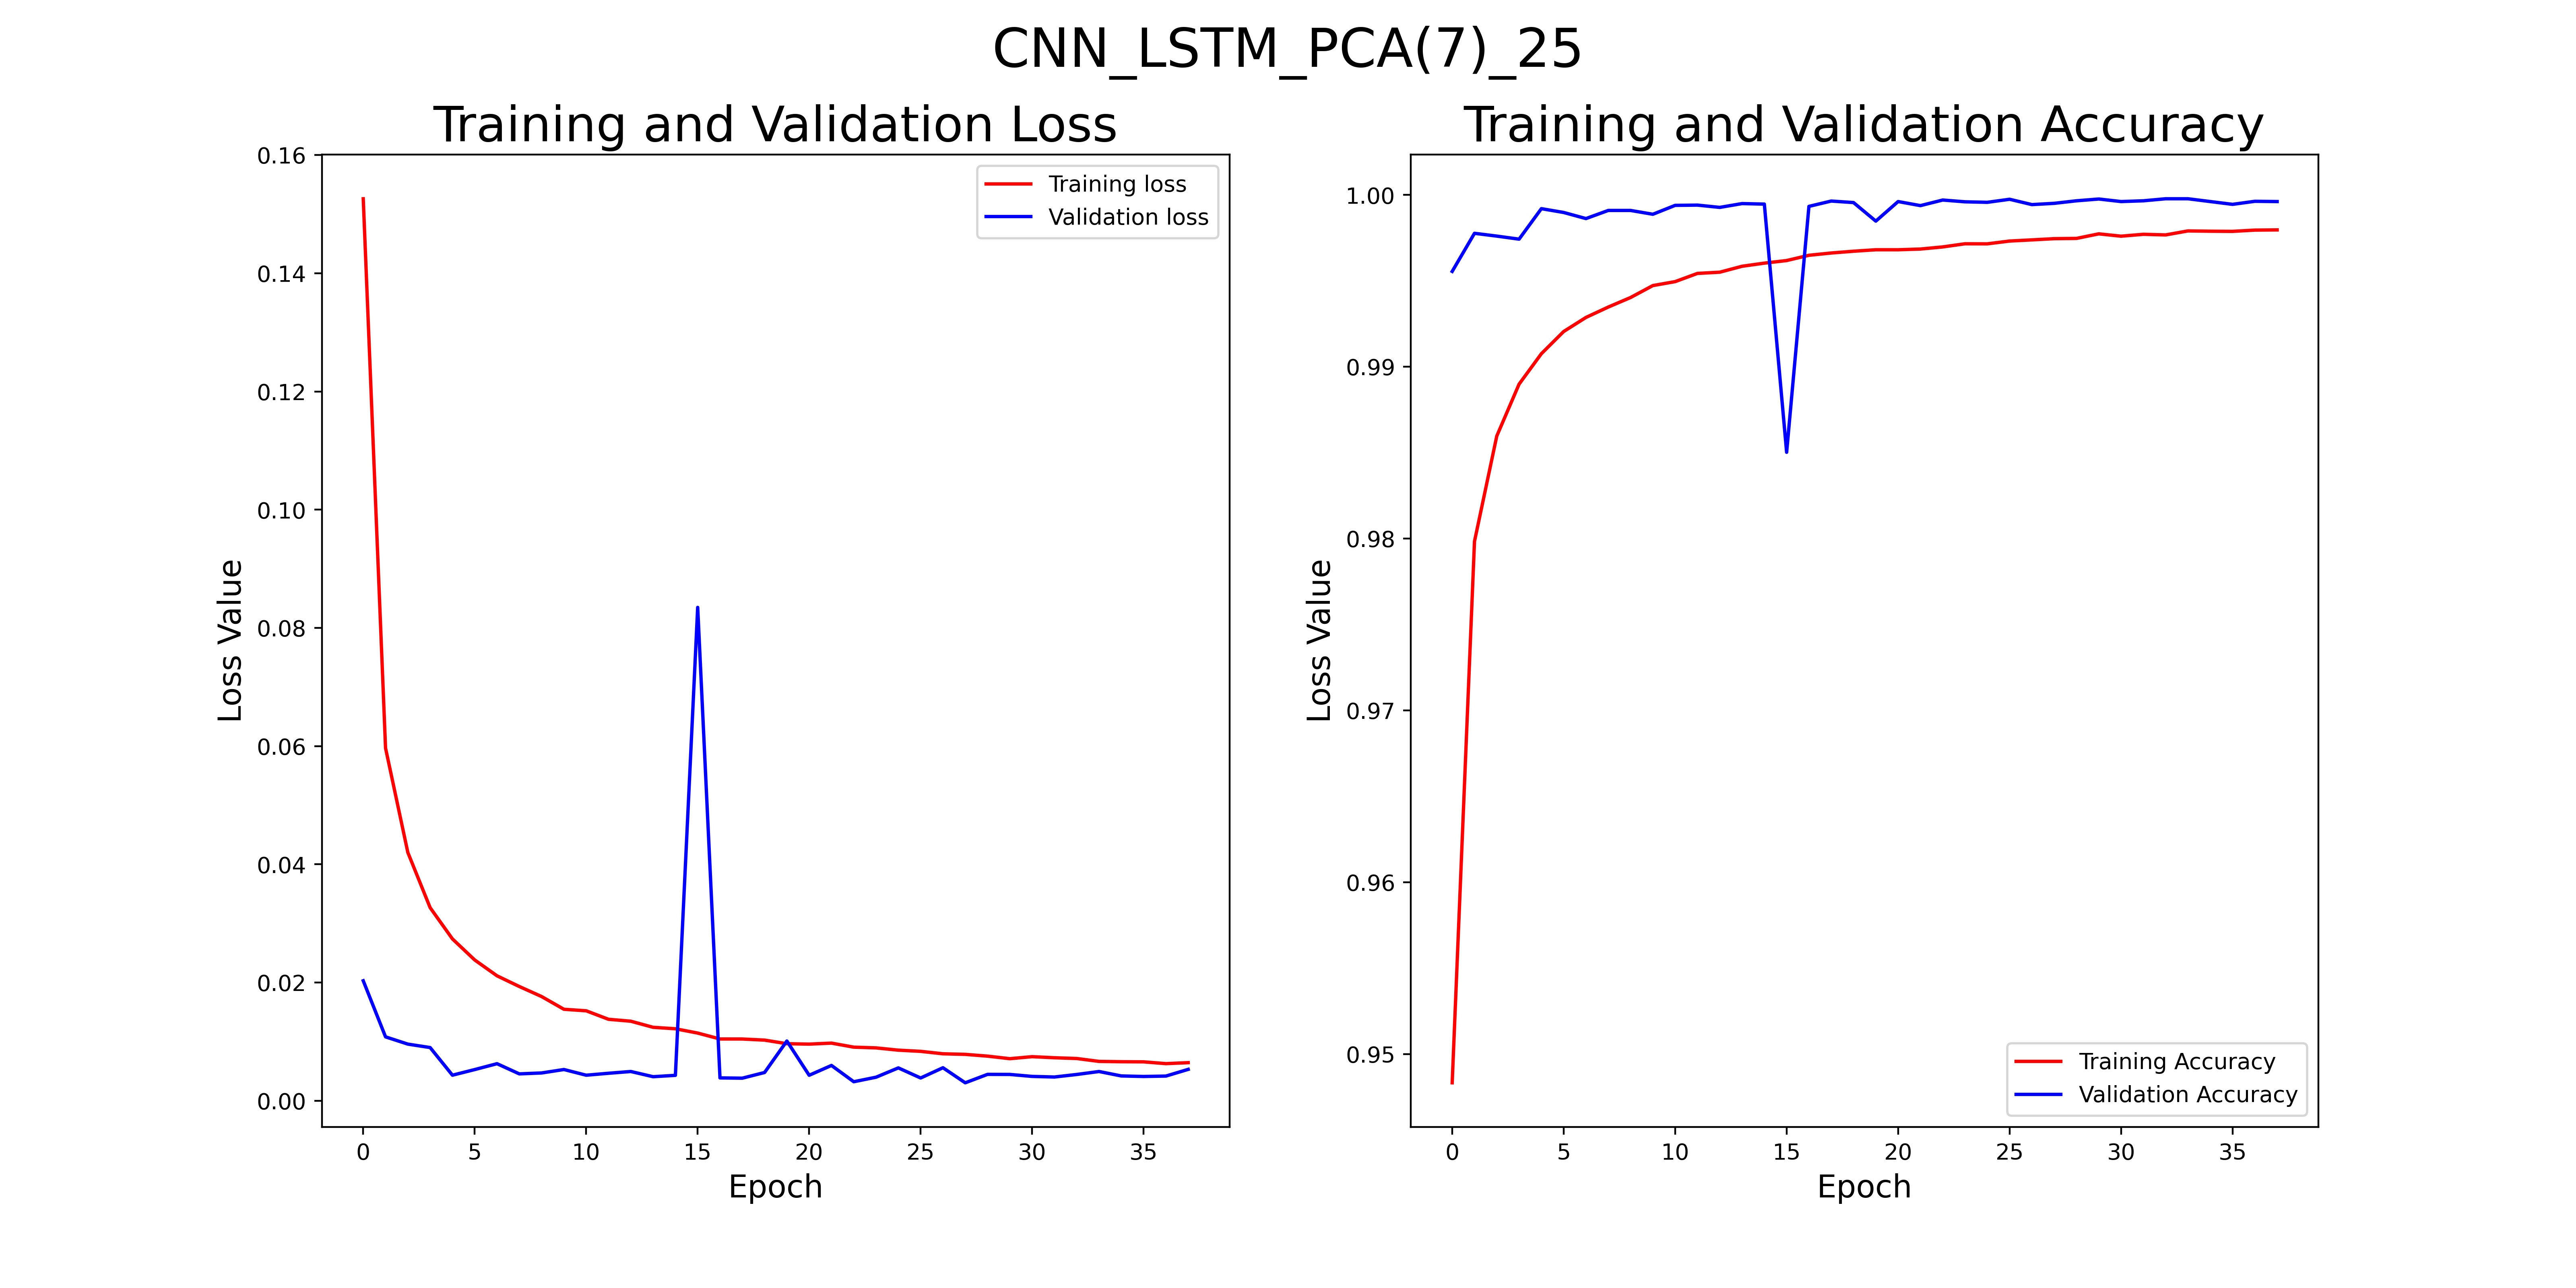 CNN_LSTM_PCA(7)_25
Training and Validation Loss
0.16
0.14
0.12
0.10
0.08
0.06
0.04
0.02
0.00
Loss Value
Training loss
Validation loss
0
5
10
15
20
25
30
35
Epoch
Training and Validation Accuracy
1.00
0.99
0.98
0.97
0.96
0.95
Loss Value
Training Accuracy
Validation Accuracy
0
5
10
15
20
25
30
35
Epoch